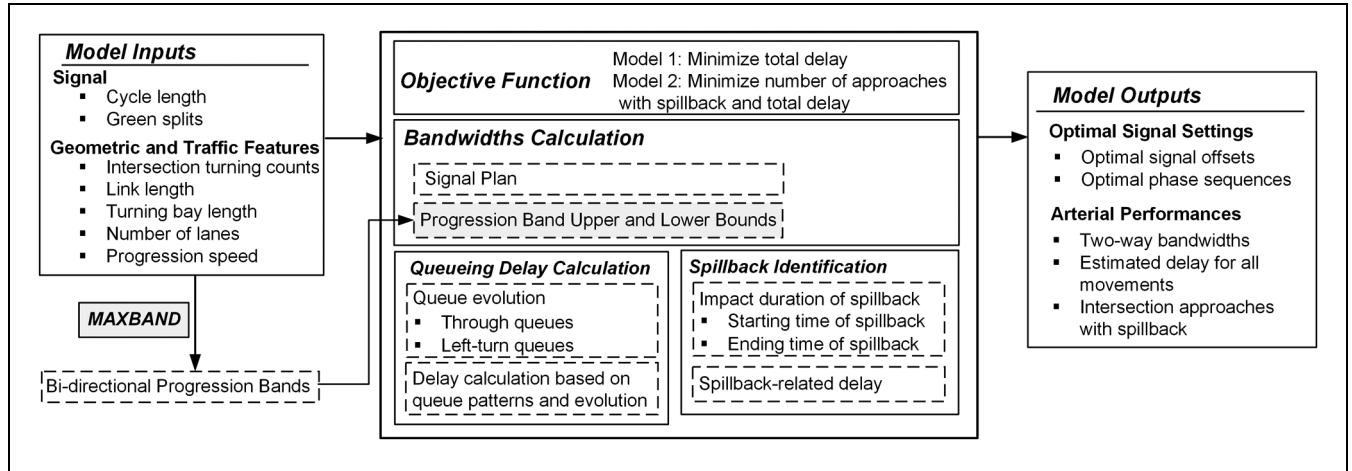 Model Inputs
Signal
▪ Cycle length
▪ Green splits
Geometric and Traffic Features
▪ Intersection turning counts
▪ Link length
▪ Turning bay length
▪ Number of lanes
▪ Progression speed
MAXBAND
Bi-directional Progression Bands
Objective Function
Model 1: Minimize total delay
Model 2: Minimize number of approaches
with spillback and total delay
Bandwidths Calculation
Signal Plan
Progression Band Upper and Lower Bounds
Queueing Delay Calculation
Queue evolution
▪ Through queues
▪ Left-turn queues
Delay calculation based on
queue patterns and evolution
Spillback Identification
Impact duration of spillback
▪ Starting time of spillback
▪ Ending time of spillback
Spillback-related delay
Model Outputs
Optimal Signal Settings
▪ Optimal signal offsets
▪ Optimal phase sequences
Arterial Performances
▪ Two-way bandwidths
▪ Estimated delay for all
movements
▪ Intersection approaches
with spillback